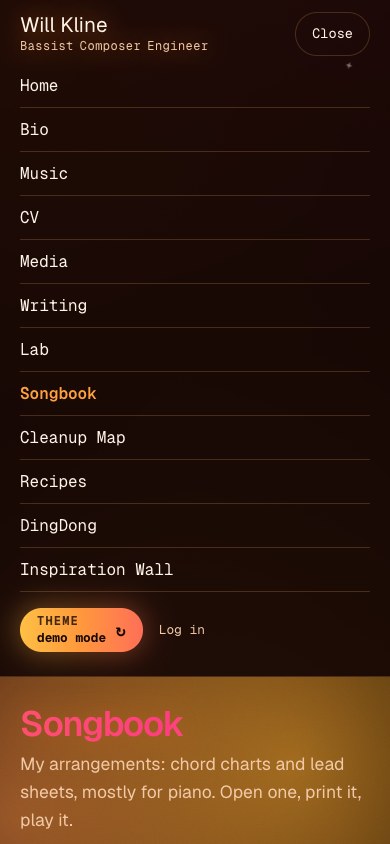 Will Kline
Close
Bassist Composer Engineer
Home
Bio
Music
CV
Media
Writing
Lab
Songbook
Cleanup Map
Recipes
DingDong
Inspiration Wall
THEME
demo mode ↻
Log in
Songbook
My arrangements: chord charts and lead
sheets, mostly for piano. Open one, print it,
play it.